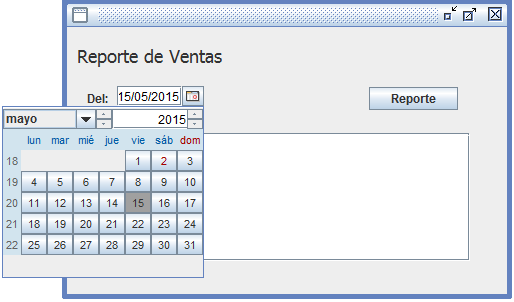 Reporte de Ventas
Del: 15/05/2015 Reporte
mayo 2015
lun mar mié jue vie sáb dom
18 1 2 3
19 4 5 6 7 8 9 10
20 11 12 13 14 15 16 17
21 18 19 20 21 22 23 24
22 25 26 27 28 29 30 31